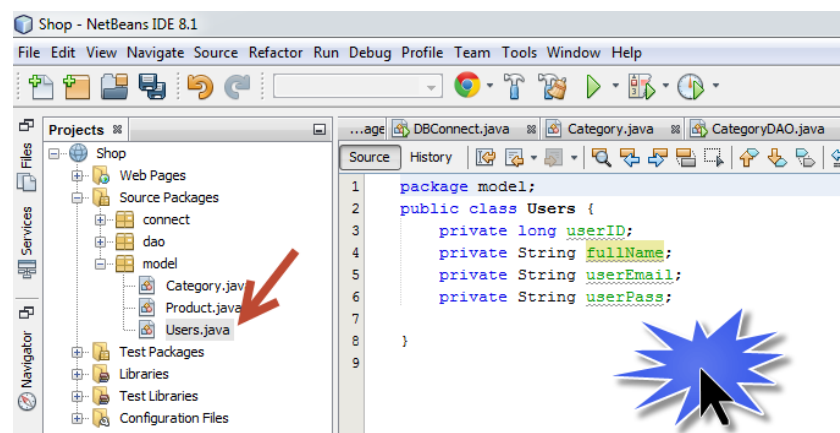 Shop - NetBeans IDE 8.1
File Edit View Navigate Source Refactor Run Debug Profile Team Tools Window Help
Projects
...age DBConnect.java Category.java CategoryDAO.java
Files
Services
Navigator
Shop
Web Pages
Source Packages
connect
dao
model
Category.jav
Product.java
Users.java
Test Packages
Libraries
Test Libraries
Configuration Files
Source History
1 package model;
2 public class Users {
3 private long userID;
4 private String fullName;
5 private String userEmail;
6 private String userPass;
7
8 }
9